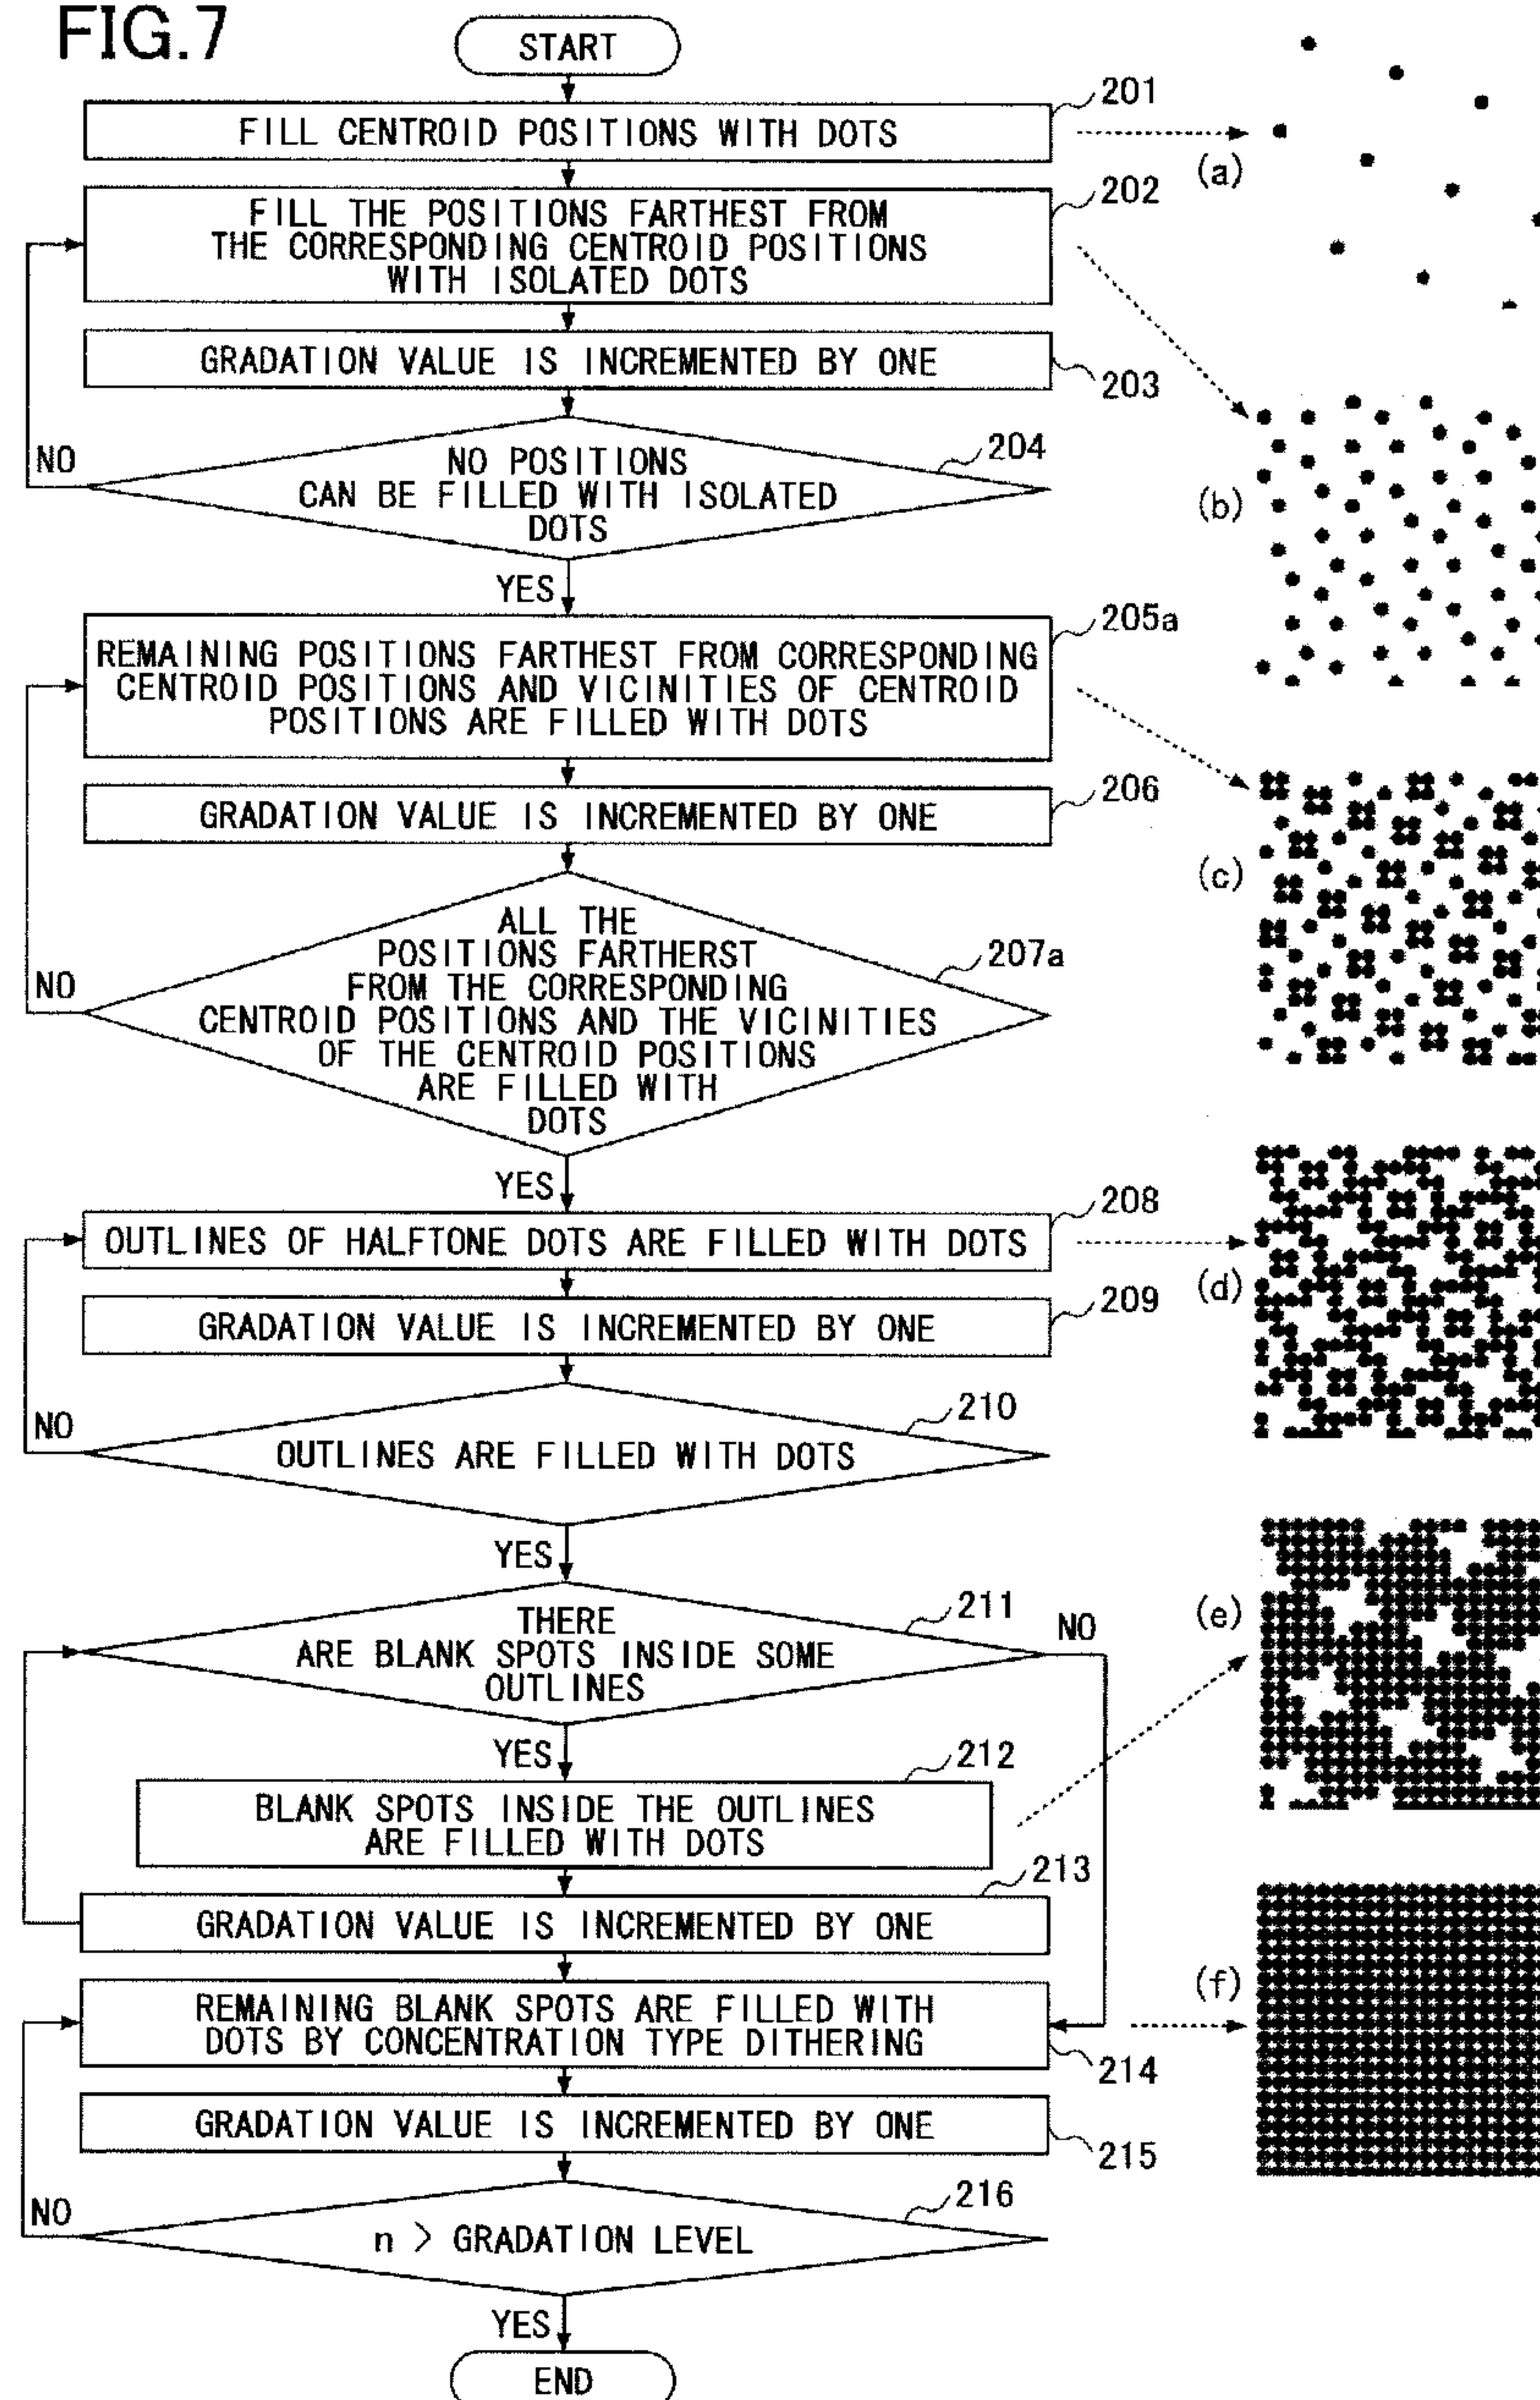 FIG.7
START
201
FILL CENTROID POSITIONS WITH DOTS
(a)
202
FILL THE POSITIONS FARTHEST FROM
THE CORRESPONDING CENTROID POSITIONS
WITH ISOLATED DOTS
GRADATION VALUE IS INCREMENTED BY ONE
203
204
NO
NO POSITIONS
CAN BE FILLED WITH ISOLATED
DOTS
(b)
YES
205a
REMAINING POSITIONS FARTHEST FROM CORRESPONDING
CENTROID POSITIONS AND VICINITIES OF CENTROID
POSITIONS ARE FILLED WITH DOTS
206
GRADATION VALUE IS INCREMENTED BY ONE
(c)
207a
NO
ALL THE
POSITIONS FARTHERST
FROM THE CORRESPONDING
CENTROID POSITIONS AND THE VICINITIES
OF THE CENTROID POSITIONS
ARE FILLED WITH
DOTS
YES
208
OUTLINES OF HALFTONE DOTS ARE FILLED WITH DOTS
(d)
209
GRADATION VALUE IS INCREMENTED BY ONE
210
NO
OUTLINES ARE FILLED WITH DOTS
YES
211
NO
THERE
ARE BLANK SPOTS INSIDE SOME
OUTLINES
(e)
YES
212
BLANK SPOTS INSIDE THE OUTLINES
ARE FILLED WITH DOTS
213
GRADATION VALUE IS INCREMENTED BY ONE
(f)
REMAINING BLANK SPOTS ARE FILLED WITH
DOTS BY CONCENTRATION TYPE DITHERING
214
GRADATION VALUE IS INCREMENTED BY ONE
215
216
NO
n > GRADATION LEVEL
YES
END